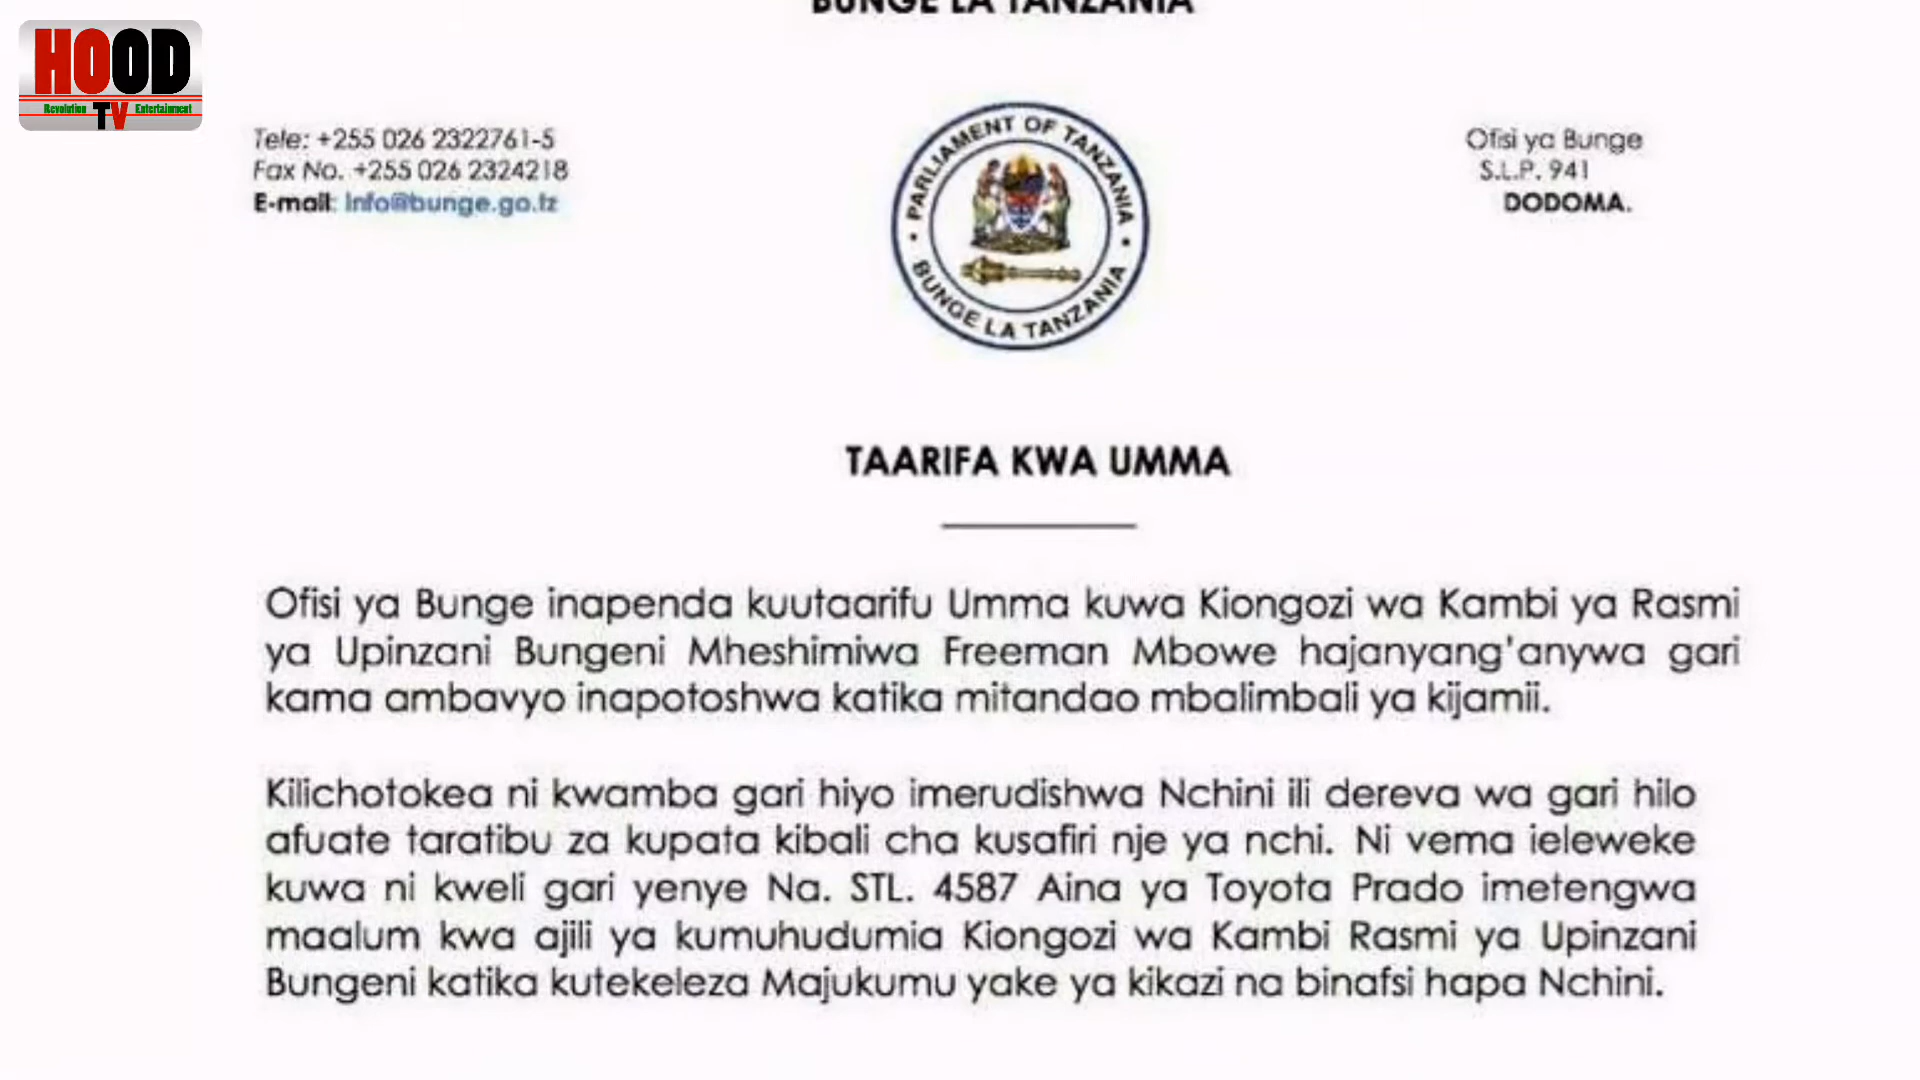 BUNGE LA TANZANIA
HOOD
Revolution TV Entertainment
Tele: +255 026 2322761-5
Fax No. +255 026 2324218
E-mail: info@bunge.go.tz
PARLIAMENT OF TANZANIA
• BUNGE LA TANZANIA •
Ofisi ya Bunge
S.L.P. 941
DODOMA.
TAARIFA KWA UMMA
Ofisi ya Bunge inapenda kuutaarifu Umma kuwa Kiongozi wa Kambi ya Rasmi
ya Upinzani Bungeni Mheshimiwa Freeman Mbowe hajanyang'anywa gari
kama ambavyo inapotoshwa katika mitandao mbalimbali ya kijamii.
Kilichotokea ni kwamba gari hiyo imerudishwa Nchini ili dereva wa gari hilo
afuate taratibu za kupata kibali cha kusafiri nje ya nchi. Ni vema ieleweke
kuwa ni kweli gari yenye Na. STL. 4587 Aina ya Toyota Prado imetengwa
maalum kwa ajili ya kumuhudumia Kiongozi wa Kambi Rasmi ya Upinzani
Bungeni katika kutekeleza Majukumu yake ya kikazi na binafsi hapa Nchini.